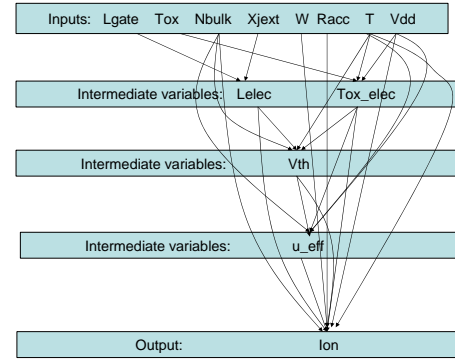 Inputs: Lgate Tox Nbulk Xjext W Racc T Vdd
Intermediate variables: Lelec Tox_elec
Intermediate variables: Vth
Intermediate variables: u_eff
Output: Ion